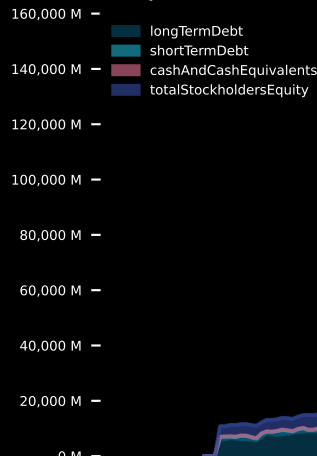 160,000 M
longTermDebt
shortTermDebt
140,000 M
cashAndCashEquivalents
totalStockholdersEquity
120,000 M
100,000 M
80,000 M
60,000 M
40,000 M
20,000 M
0 M